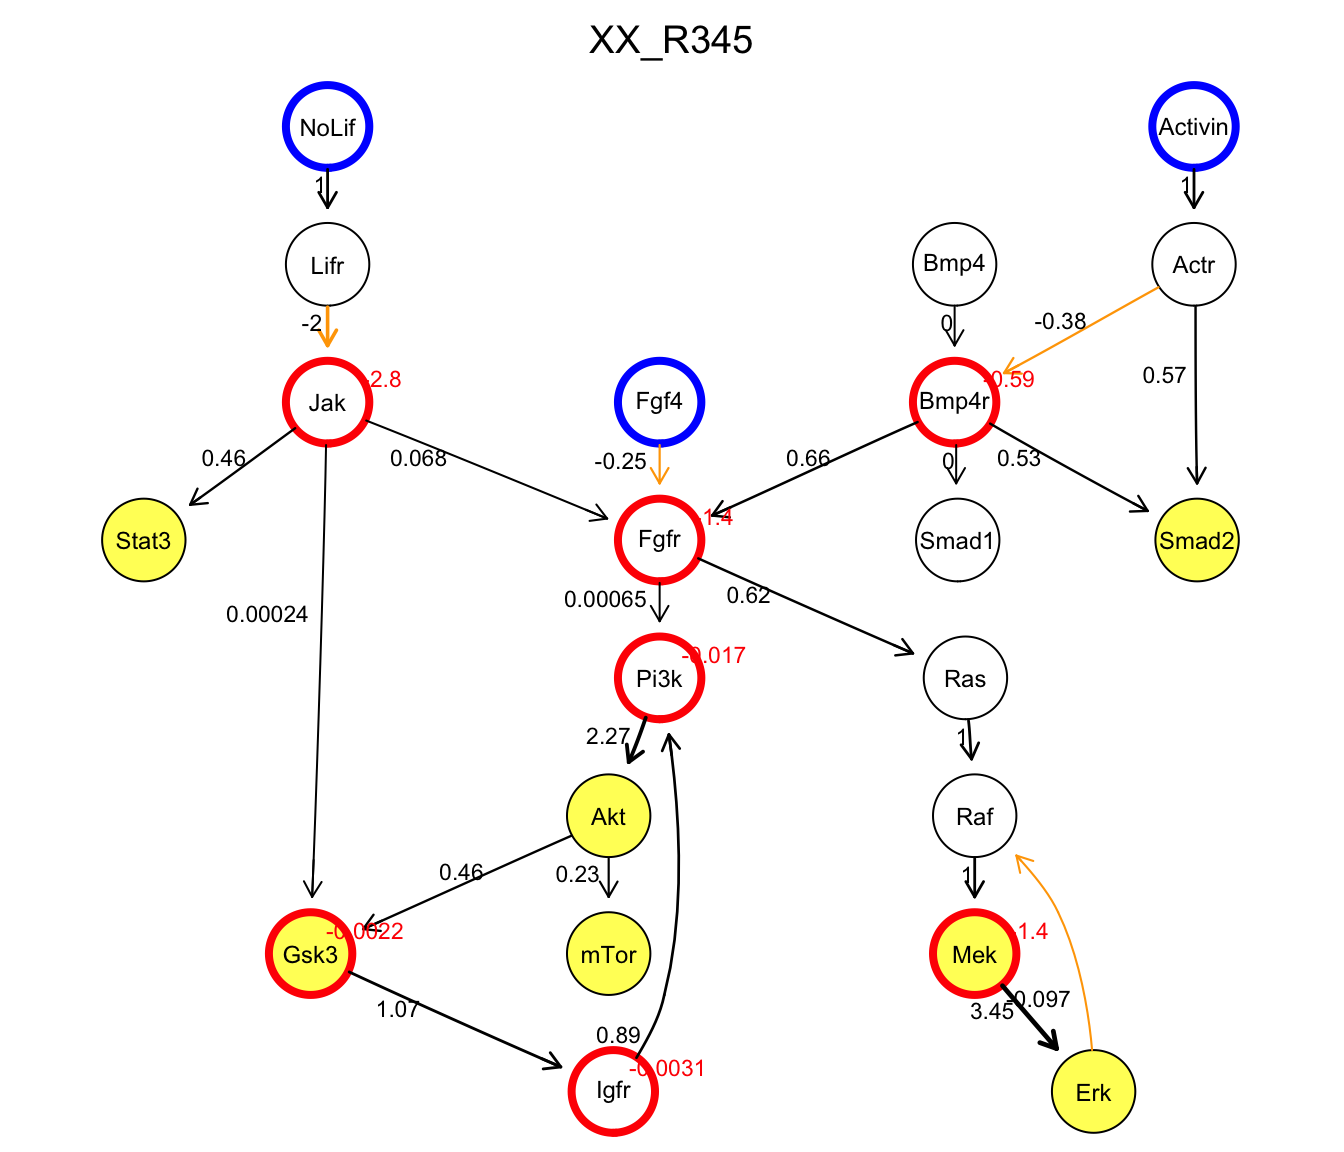 XX_R345
NoLif
Activin
1
1
Lifr
Bmp4
Actr
-2
0
-0.38
-2.8
-0.59
0.57
Jak
Fgf4
Bmp4r
0.46
0.068
-0.25
0.66
0
0.53
-1.4
Stat3
Fgfr
Smad1
Smad2
0.00024
0.00065
0.62
-0.017
Pi3k
Ras
2.27
1
Akt
Raf
0.46
0.23
1
-0.0022
-1.4
Gsk3
mTor
Mek
1.07
3.45
-0.097
0.89
-0.0031
Igfr
Erk